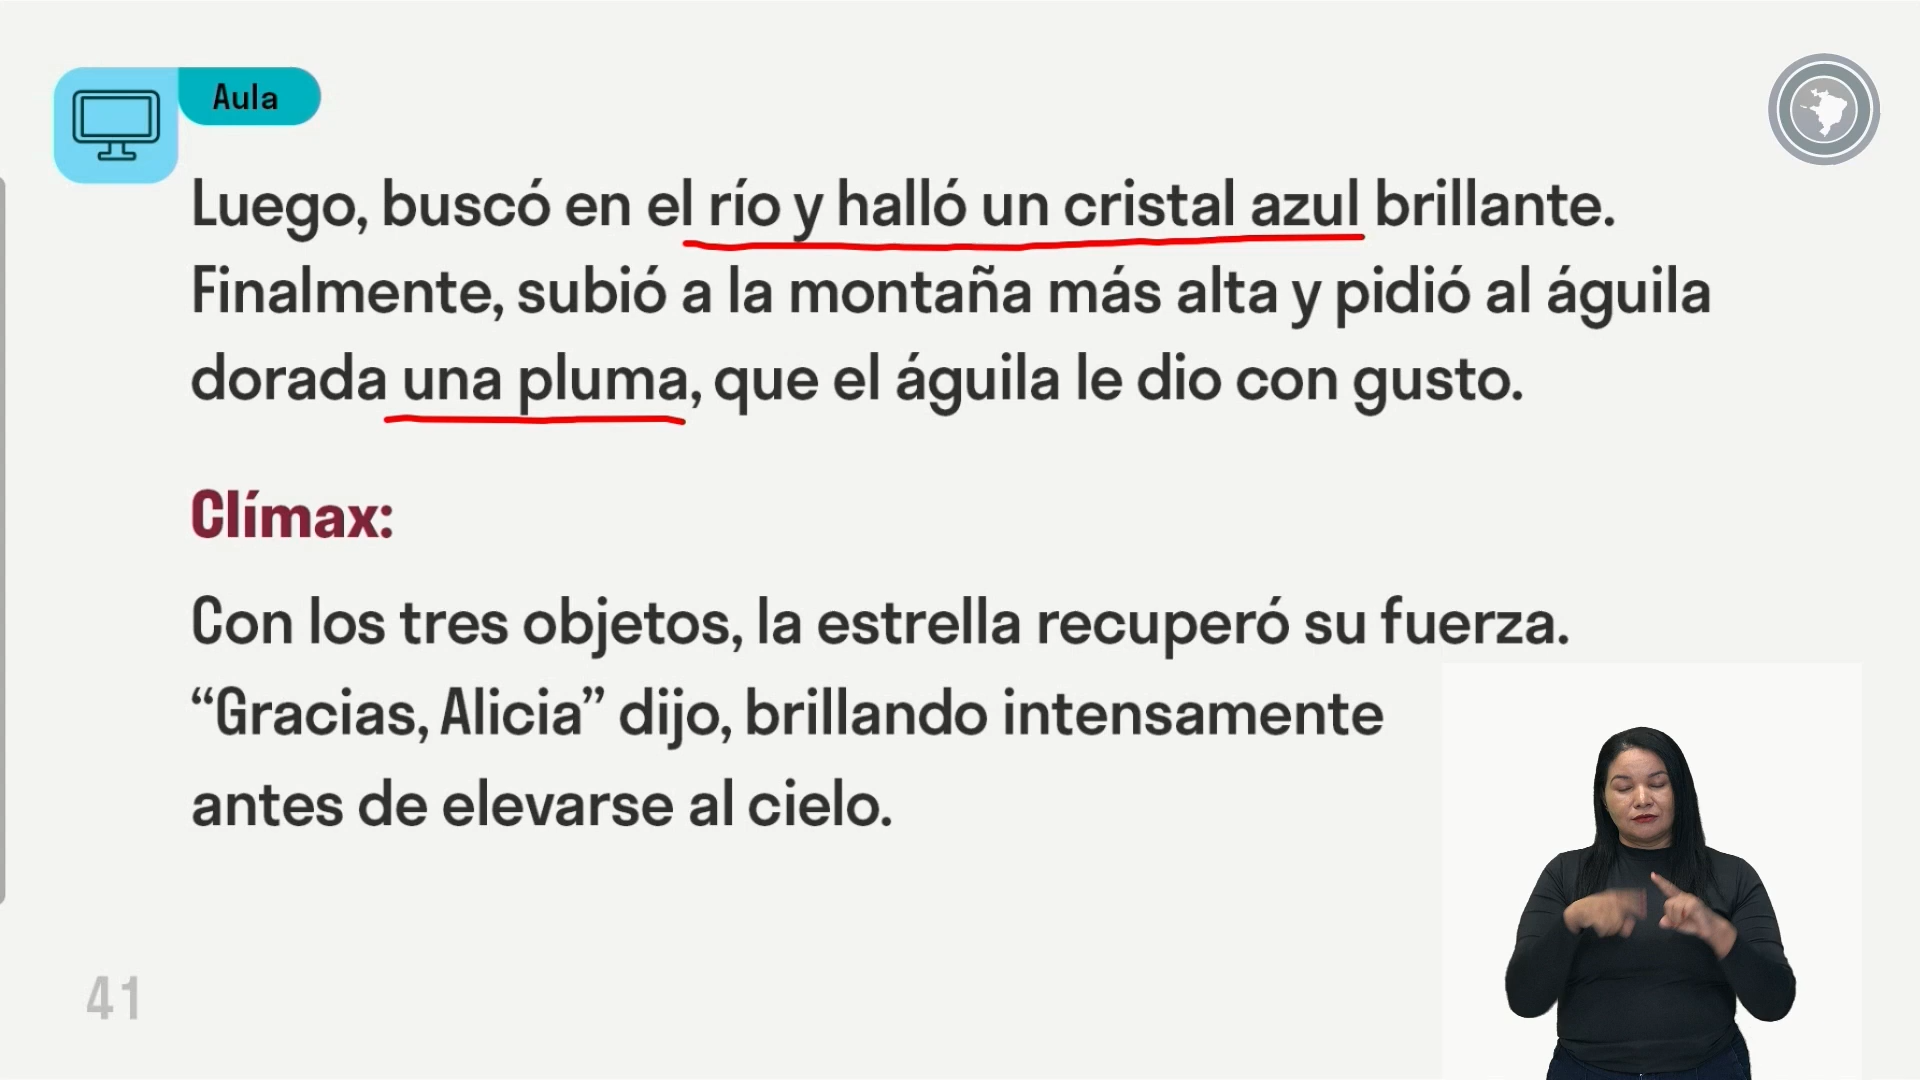 Aula
Luego, buscó en el río y halló un cristal azul brillante.
Finalmente, subió a la montaña más alta y pidió al águila
dorada una pluma, que el águila le dio con gusto.
Clímax:
Con los tres objetos, la estrella recuperó su fuerza.
“Gracias, Alicia” dijo, brillando intensamente
antes de elevarse al cielo.
41